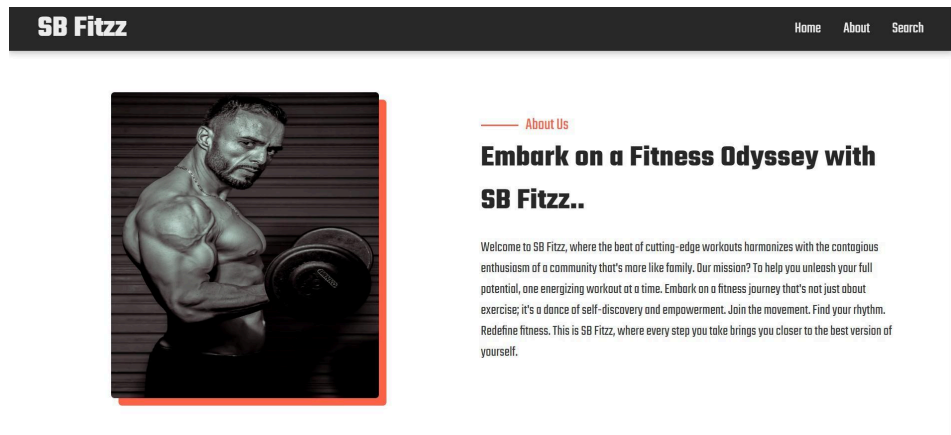 SB Fitzz
Home About Search
About Us
Embark on a Fitness Odyssey with
SB Fitzz..
Welcome to SB Fitzz, where the beat of cutting-edge workouts harmonizes with the contagious
enthusiasm of a community that's more like family. Our mission? To help you unleash your full
potential, one energizing workout at a time. Embark on a fitness journey that's not just about
exercise; it's a dance of self-discovery and empowerment. Join the movement. Find your rhythm.
Redefine fitness. This is SB Fitzz, where every step you take brings you closer to the best version of
yourself.